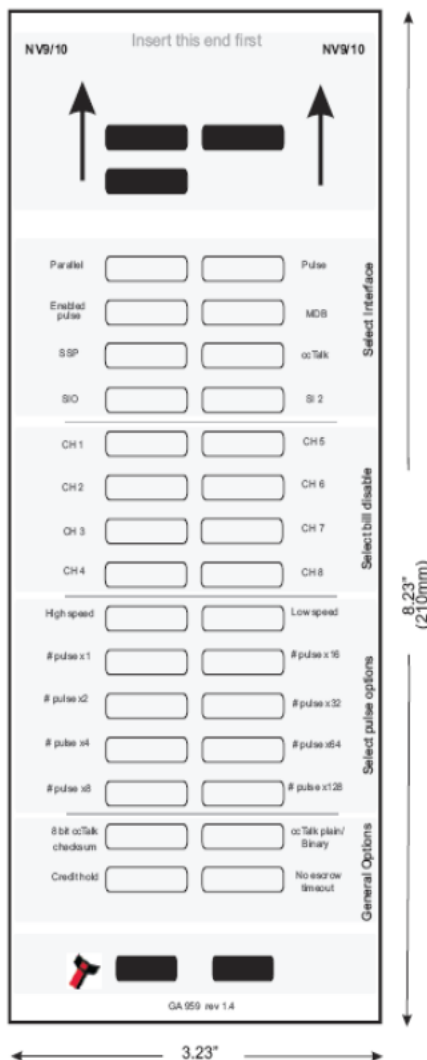 Insert this end first
NV9/10 NV9/10
Select Interface
Parallel Pulse
Enabled
pulse
MDB
SSP ccTalk
SIO SI 2
Select bill disable
CH 1 CH 5
CH 2 CH 6
CH 3 CH 7
CH 4 CH 8
Select pulse options
High speed Low speed
# pulse x1 # pulse x16
# pulse x2 # pulse x32
# pulse x4 # pulse x64
# pulse x8 # pulse x128
General Options
8 bit ccTalk
checksum
ccTalk plain/
Binary
Credit hold
No escrow
timeout
GA 959 rev 1.4
8.23"
(210mm)
3.23"